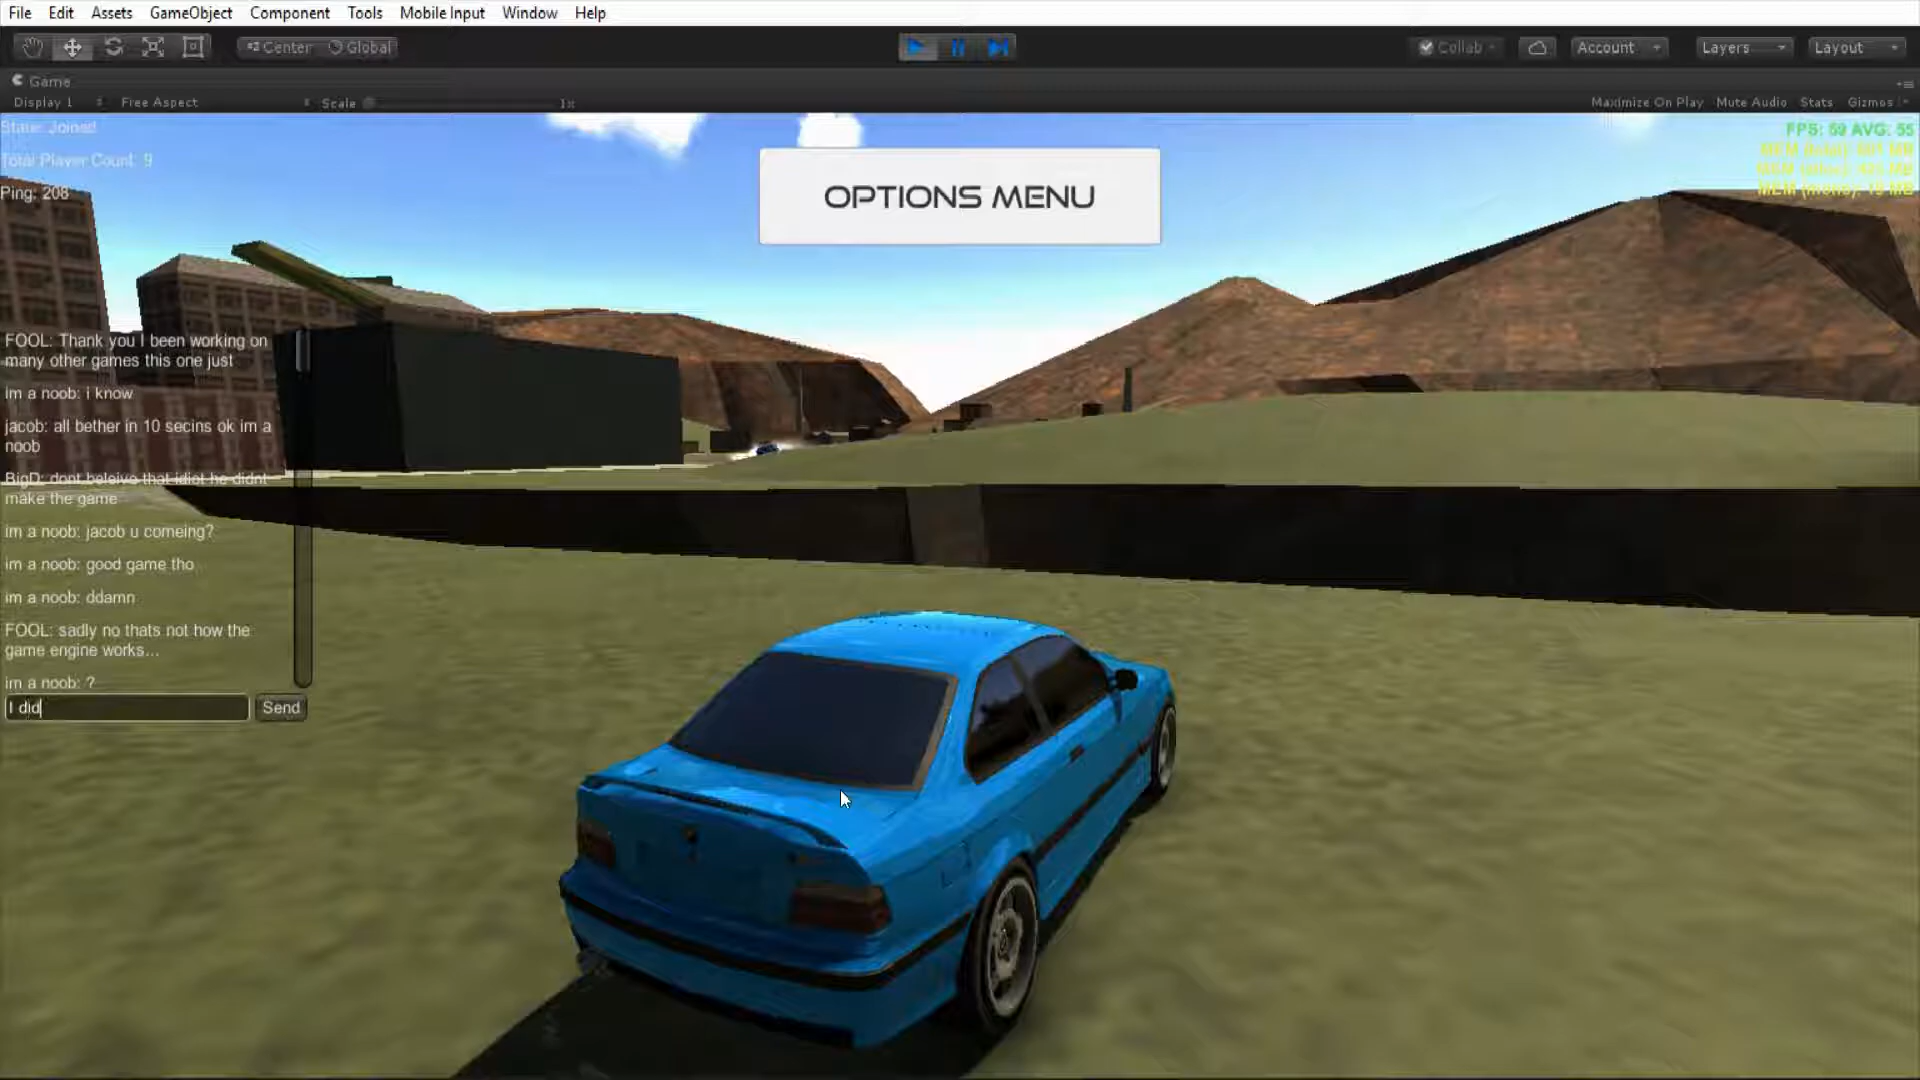 File Edit Assets GameObject Component Tools Mobile Input Window Help
Center Global Collab Account Layers Layout
Game
Display 1 Free Aspect Scale 1x Maximize On Play Mute Audio Stats Gizmos
State: Joined
Total Player Count: 9
Ping: 208
FPS: 59 AVG: 55
OPTIONS MENU
FOOL: Thank you I been working on
many other games this one just
im a noob: i know
jacob: all bether in 10 secins ok im a
noob
BigD: dont beleive that idiot he didnt
make the game
im a noob: jacob u comeing?
im a noob: good game tho
im a noob: ddamn
FOOL: sadly no thats not how the
game engine works...
im a noob: ?
I did
Send